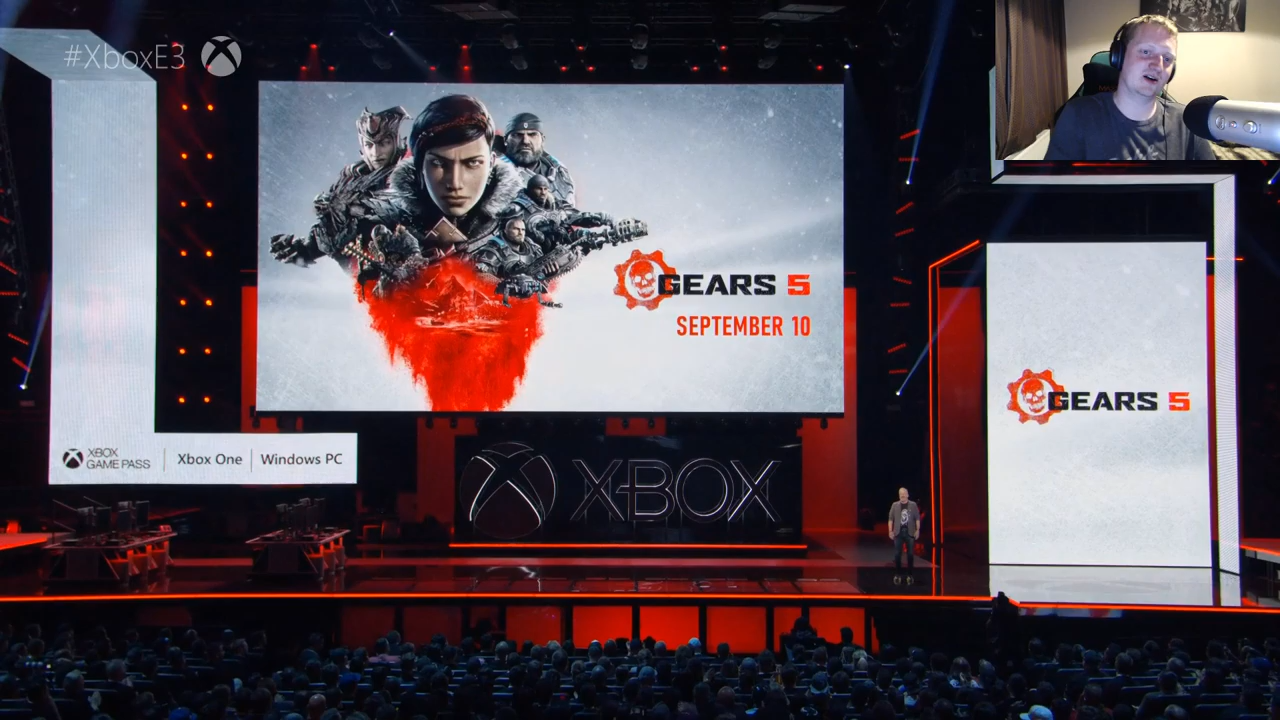 #XboxE3
GEARS 5
SEPTEMBER 10
GEARS 5
XBOX
GAME PASS
Xbox One
Windows PC
XBOX